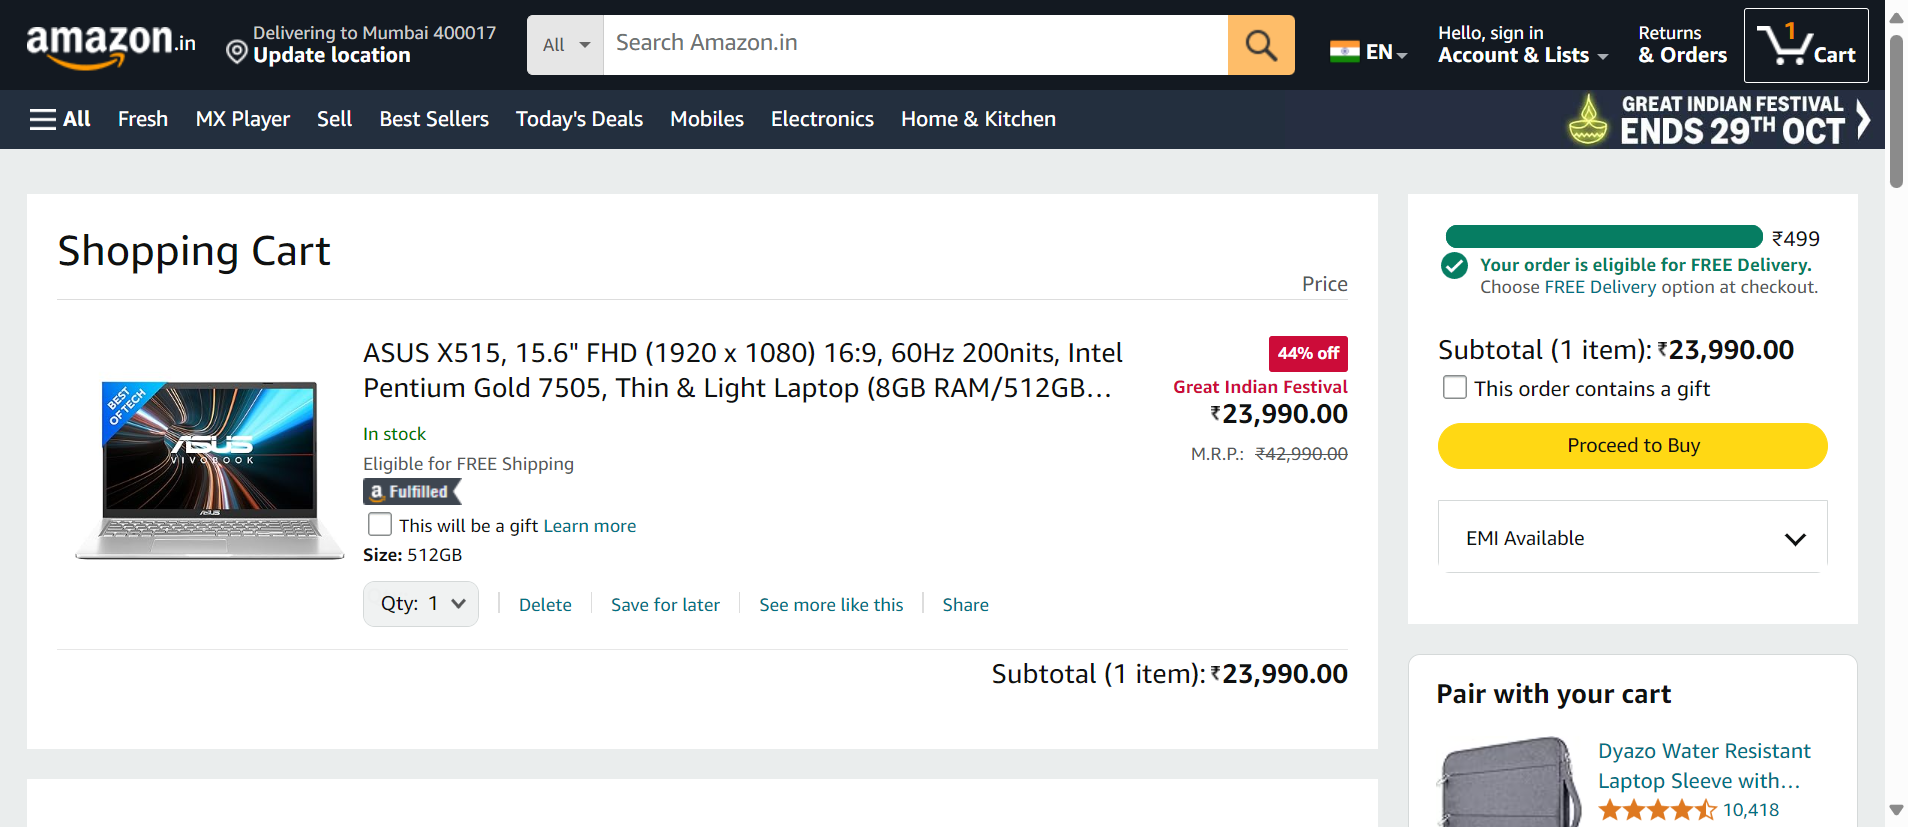 amazon.in
Delivering to Mumbai 400017
Update location
All
Search Amazon.in
EN
Hello, sign in
Account & Lists
Returns
& Orders
1
Cart
All
Fresh
MX Player
Sell
Best Sellers
Today's Deals
Mobiles
Electronics
Home & Kitchen
GREAT INDIAN FESTIVAL
ENDS 29TH OCT
Shopping Cart
Price
BEST
OF TECH
ASUS
VIVOBOOK
ASUS
ASUS X515, 15.6" FHD (1920 x 1080) 16:9, 60Hz 200nits, Intel
Pentium Gold 7505, Thin & Light Laptop (8GB RAM/512GB…
In stock
Eligible for FREE Shipping
a Fulfilled
This will be a gift Learn more
Size: 512GB
Qty: 1
Delete
Save for later
See more like this
Share
44% off
Great Indian Festival
₹23,990.00
M.R.P.: ₹42,990.00
Subtotal (1 item): ₹23,990.00
₹499
Your order is eligible for FREE Delivery.
Choose FREE Delivery option at checkout.
Subtotal (1 item): ₹23,990.00
This order contains a gift
Proceed to Buy
EMI Available
Pair with your cart
Dyazo Water Resistant
Laptop Sleeve with…
10,418